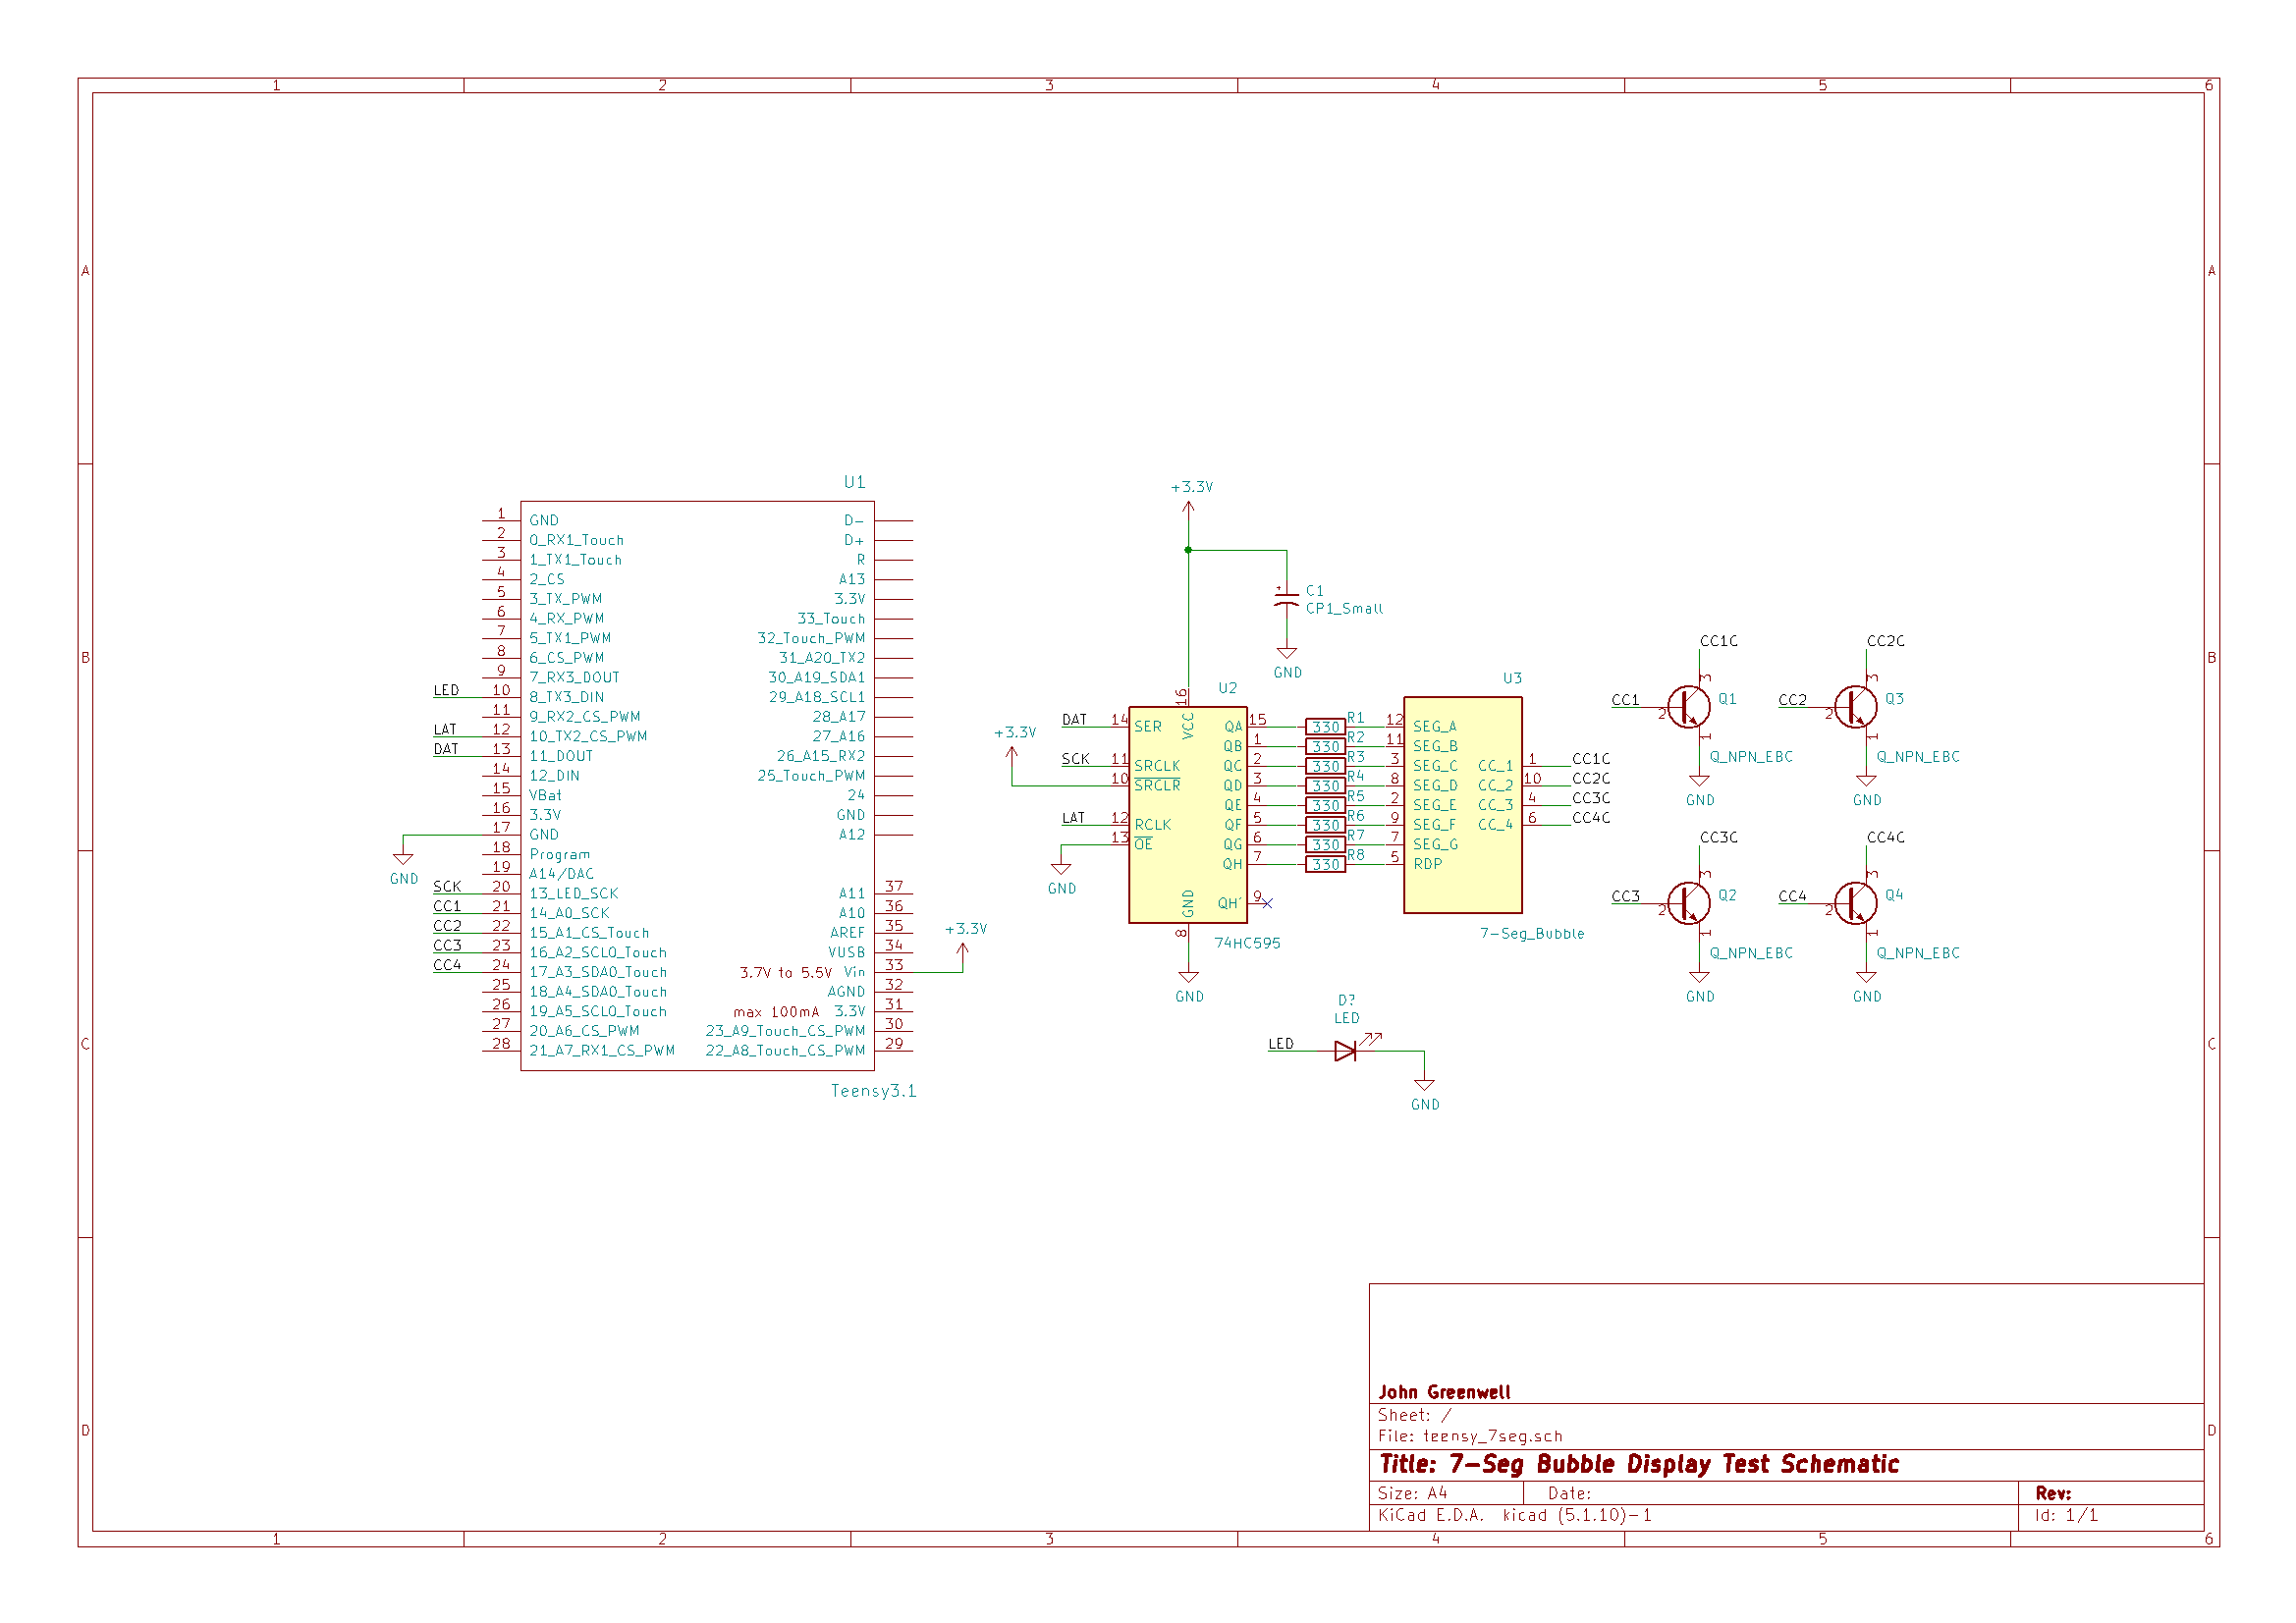 1 2 3 4 5 6
A A
B B
C C
D D
1 2 3 4 5 6
U1
1 GND
2 0_RX1_Touch
3 1_TX1_Touch
4 2_CS
5 3_TX_PWM
6 4_RX_PWM
7 5_TX1_PWM
8 6_CS_PWM
9 7_RX3_DOUT
LED 10 8_TX3_DIN
11 9_RX2_CS_PWM
LAT 12 10_TX2_CS_PWM
DAT 13 11_DOUT
14 12_DIN
15 VBat
16 3.3V
17 GND
GND
18 Program
19 A14/DAC
SCK 20 13_LED_SCK
CC1 21 14_A0_SCK
CC2 22 15_A1_CS_Touch
CC3 23 16_A2_SCL0_Touch
CC4 24 17_A3_SDA0_Touch
25 18_A4_SDA0_Touch
26 19_A5_SCL0_Touch
27 20_A6_CS_PWM
28 21_A7_RX1_CS_PWM
D-
D+
R
A13
3.3V
33_Touch
32_Touch_PWM
31_A20_TX2
30_A19_SDA1
29_A18_SCL1
28_A17
27_A16
26_A15_RX2
25_Touch_PWM
24
GND
A12
A11 37
A10 36
AREF 35
VUSB 34
3.7V to 5.5V Vin 33
+3.3V
AGND 32
max 100mA 3.3V 31
23_A9_Touch_CS_PWM 30
22_A8_Touch_CS_PWM 29
Teensy3.1
+3.3V
C1
CP1_Small
GND
U2
16 VCC
+3.3V
DAT 14 SER
SCK 11 SRCLK
10 SRCLR
LAT 12 RCLK
13 OE
GND
QA 15
QB 1
QC 2
QD 3
QE 4
QF 5
QG 6
QH 7
QH' 9
GND 8
74HC595
GND
330 R1
330 R2
330 R3
330 R4
330 R5
330 R6
330 R7
330 R8
U3
12 SEG_A
11 SEG_B
3 SEG_C
8 SEG_D
2 SEG_E
9 SEG_F
7 SEG_G
5 RDP
CC_1 1 CC1C
CC_2 10 CC2C
CC_3 4 CC3C
CC_4 6 CC4C
7-Seg_Bubble
D?
LED
LED
GND
CC1C
3
CC1 2 Q1
1
Q_NPN_EBC
GND
CC2C
3
CC2 2 Q3
1
Q_NPN_EBC
GND
CC3C
3
CC3 2 Q2
1
Q_NPN_EBC
GND
CC4C
3
CC4 2 Q4
1
Q_NPN_EBC
GND
John Greenwell
Sheet: /
File: teensy_7seg.sch
Title: 7-Seg Bubble Display Test Schematic
Size: A4 Date: Rev:
KiCad E.D.A. kicad (5.1.10)-1 Id: 1/1